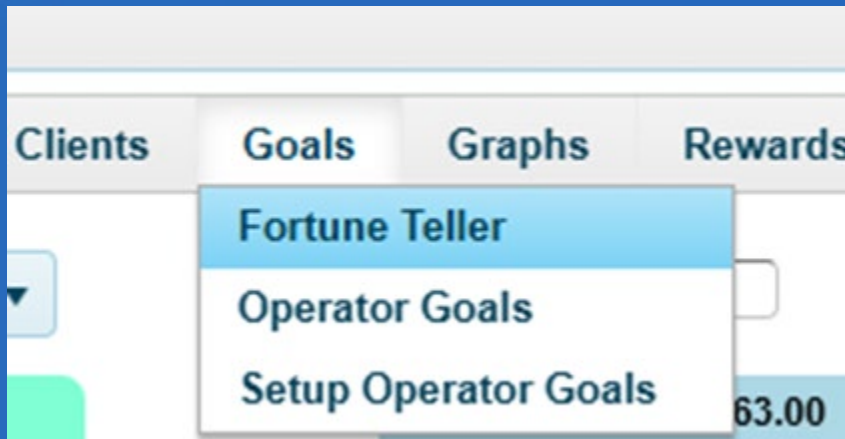 Clients Goals Graphs Rewards
Fortune Teller
Operator Goals
Setup Operator Goals
63.00